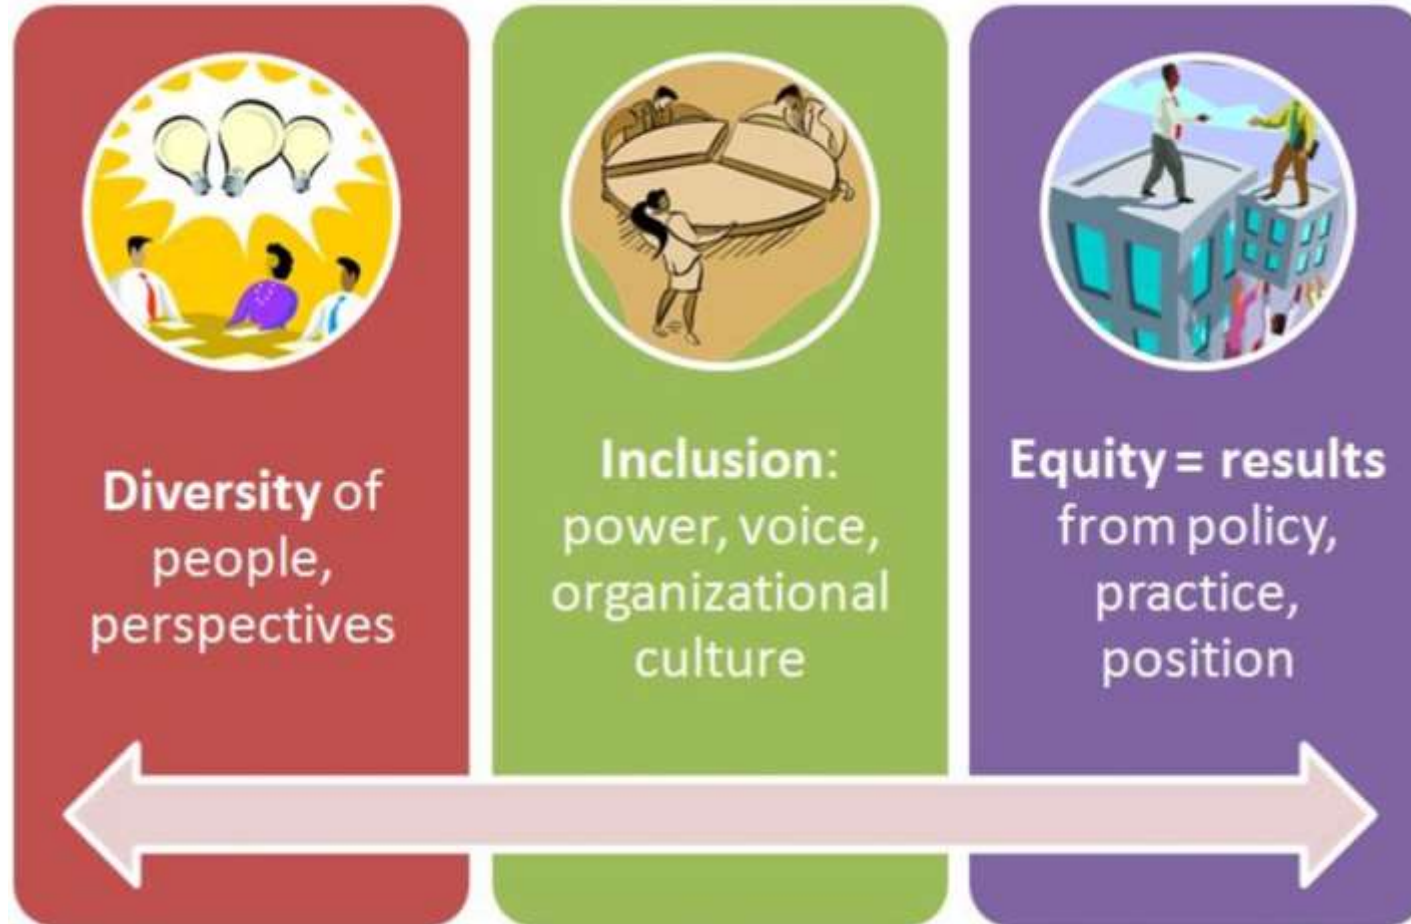 Diversity of
people,
perspectives
Inclusion:
power, voice,
organizational
culture
Equity = results
from policy,
practice,
position